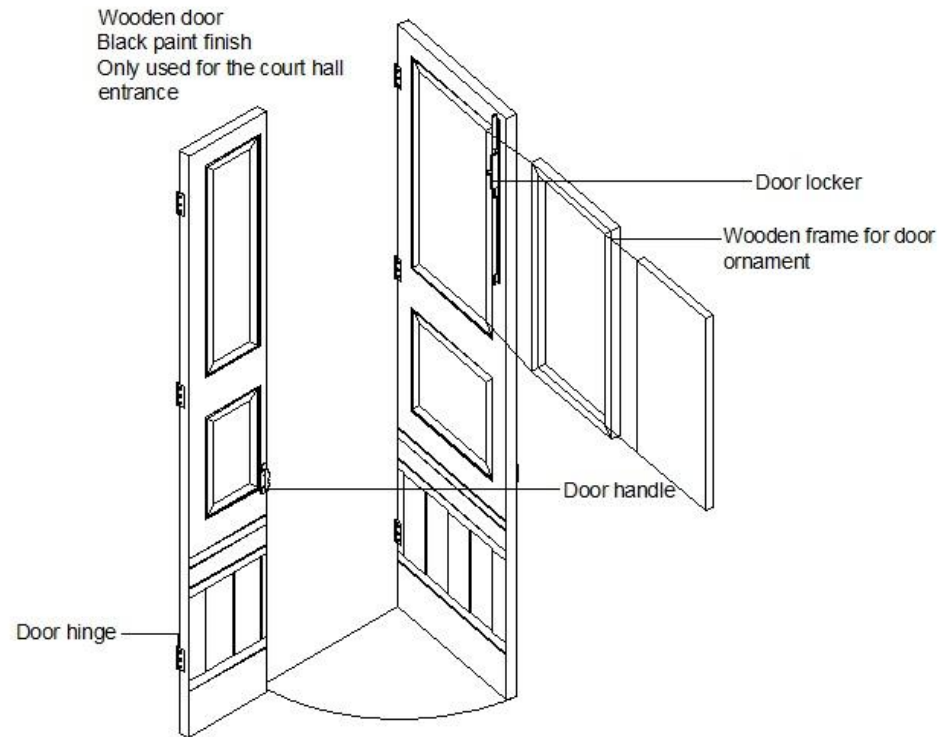 Wooden door
Black paint finish
Only used for the court hall
entrance
Door locker
Wooden frame for door
ornament
Door handle
Door hinge